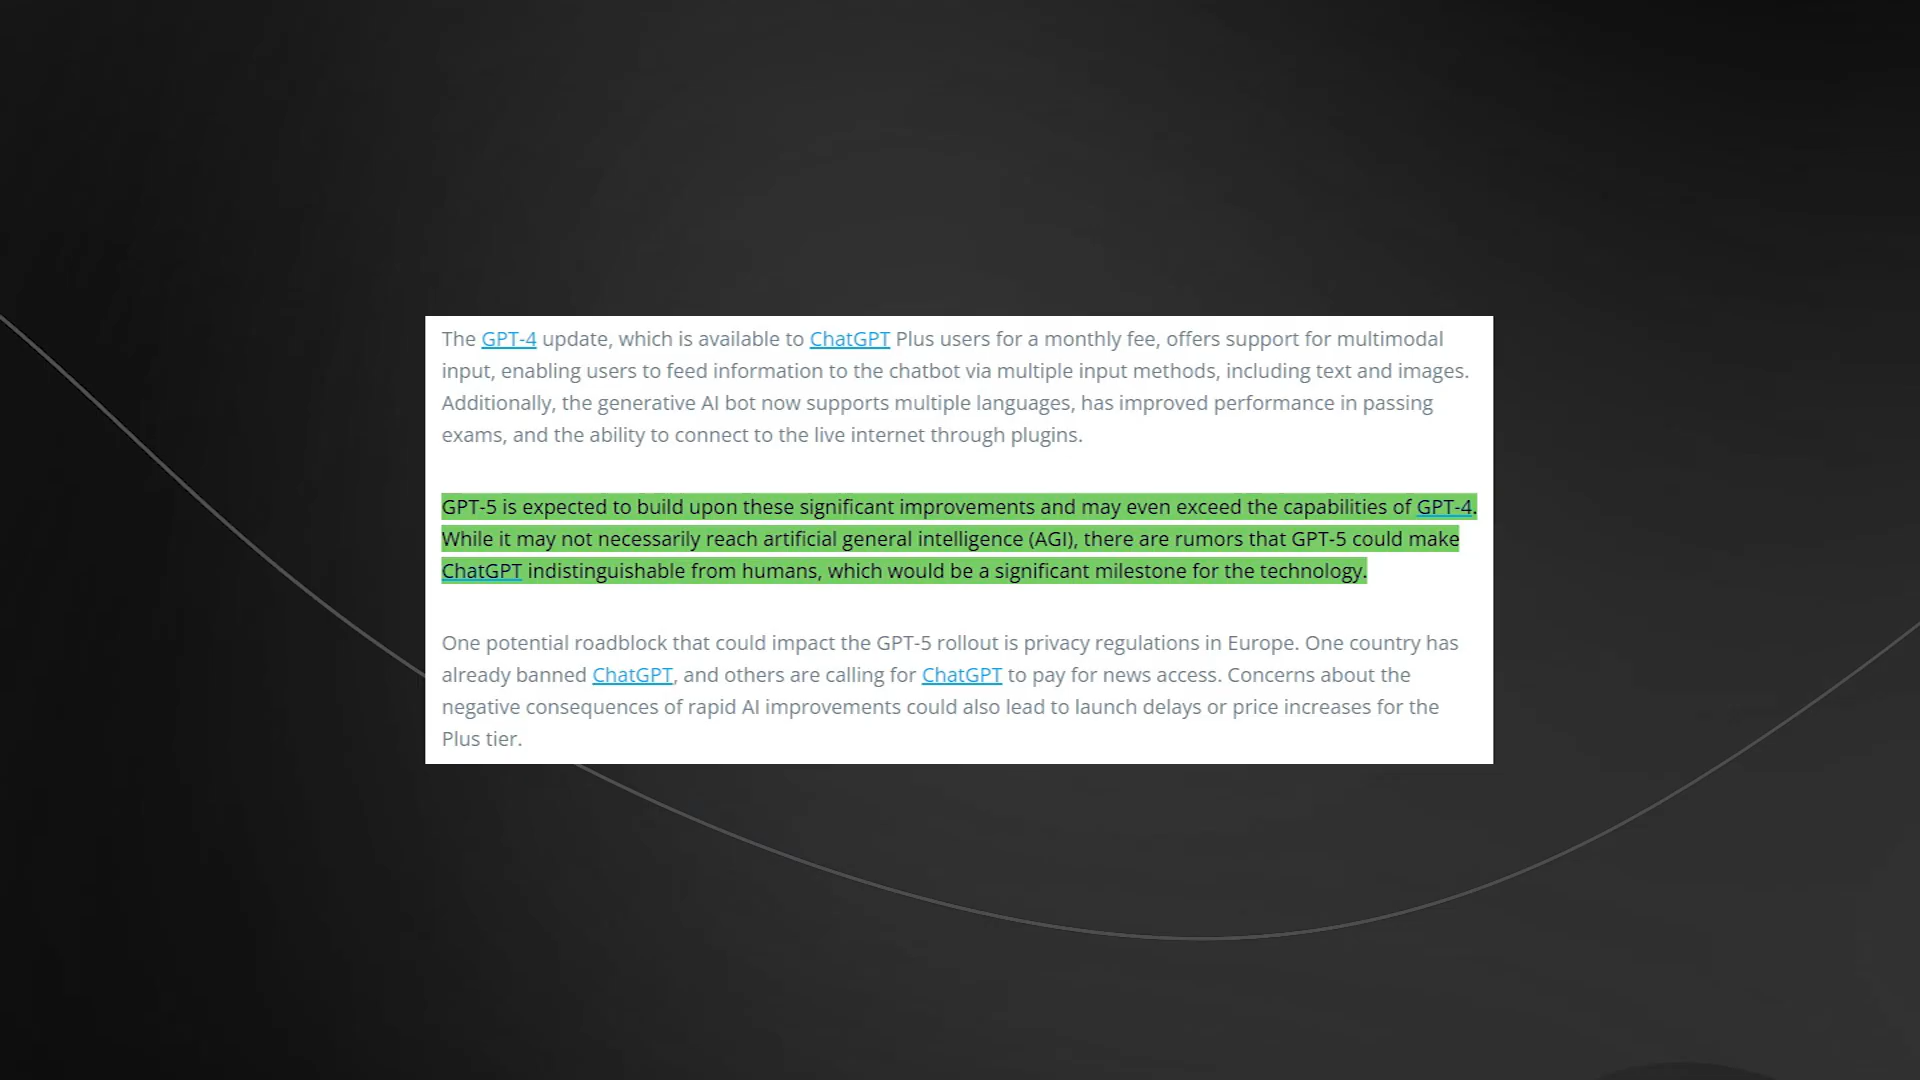 The GPT-4 update, which is available to ChatGPT Plus users for a monthly fee, offers support for multimodal
input, enabling users to feed information to the chatbot via multiple input methods, including text and images.
Additionally, the generative AI bot now supports multiple languages, has improved performance in passing
exams, and the ability to connect to the live internet through plugins.
GPT-5 is expected to build upon these significant improvements and may even exceed the capabilities of GPT-4.
While it may not necessarily reach artificial general intelligence (AGI), there are rumors that GPT-5 could make
ChatGPT indistinguishable from humans, which would be a significant milestone for the technology.
One potential roadblock that could impact the GPT-5 rollout is privacy regulations in Europe. One country has
already banned ChatGPT, and others are calling for ChatGPT to pay for news access. Concerns about the
negative consequences of rapid AI improvements could also lead to launch delays or price increases for the
Plus tier.